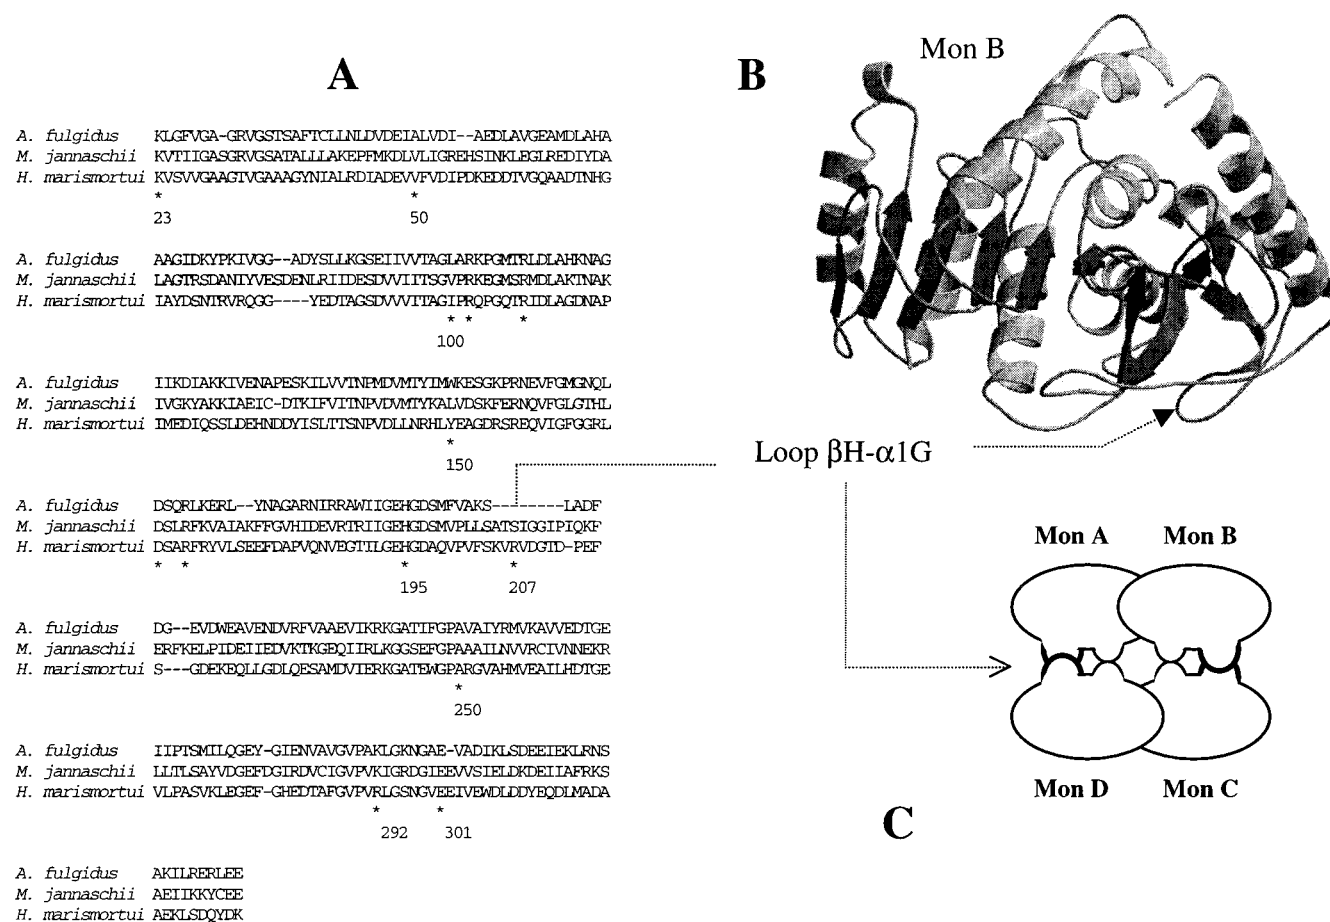 A
A. fulgidus KLGFVGA-GRVGSTSAFTCLLNLDVDEIALVDI--AEDLAVGEAMDLAHA
M. jannaschii KVTIIGASGRVGSATALLLAKEPFMKDLVLIGREHSINKLEGLREDIYDA
H. marismortui KVSVVGAAGTVGAAAGYNIALRDIADEVVFVDIPDKEDDTVGQAADTNHG
* *
23 50
A. fulgidus AAGIDKYPKIVGG--ADYSLLKGSEIIVVTAGLARKPGMTRLDLAHKNAG
M. jannaschii LAGTRSDANIYVESDENLRIIDESDVVIITSGVPRKEGMSRMDLAKTNAK
H. marismortui IAYDSNTRVRQGG----YEDTAGSDVVVITAGIPRQPGQTRIDLAGDNAP
* * *
100
A. fulgidus IIKDIAKKIVENAPESKILVVTNPMDVMTYIMWKESGKPRNEVFGMGNQL
M. jannaschii IVGKYAKKIAEIC-DTKIFVITNPVDVMTYKALVDSKFERNQVFGLGTHL
H. marismortui IMEDIQSSLDEHNDDYISLTTSNPVDLLNRHLYEAGDRSREQVIGFGGRL
*
150
A. fulgidus DSQRLKERL--YNAGARNIRRAWIIGEHGDSMFVAKS--------LADF
M. jannaschii DSLRFKVAIAKFFGVHIDEVRTRIIGEHGDSMVPLLSATSIGGIPIQKF
H. marismortui DSARFRYVLSEEFDAPVQNVEGTILGEHGDAQVPVFSKVRVDGTD-PEF
* * * *
195 207
A. fulgidus DG--EVDWEAVENDVRFVAAEVIKRKGATIFGPAVAIYRMVKAVVEDTGE
M. jannaschii ERFKELPIDEIIEDVKTKGEQIIRLKGGSEFGPAAAILNVVRCIVNNEKR
H. marismortui S---GDEKEQLLGDLQESAMDVIERKGATEWGPARGVAHMVEAILHDTGE
*
250
A. fulgidus IIPTSMILQGEY-GIENVAVGVPAKLGKNGAE-VADIKLSDEEIEKLRNS
M. jannaschii LLTLSAYVDGEFDGIRDVCIGVPVKIGRDGIEEVVSIELDKDEIIAFRKS
H. marismortui VLPASVKLEGEF-GHEDTAFGVPVRLGSNGVEEIVEWDLDDYEQDLMADA
* *
292 301
A. fulgidus AKILRERLEE
M. jannaschii AEIIKKYCEE
H. marismortui AEKLSDQYDK
B
Mon B
Loop βH-α1G
Mon A Mon B
Mon D Mon C
C